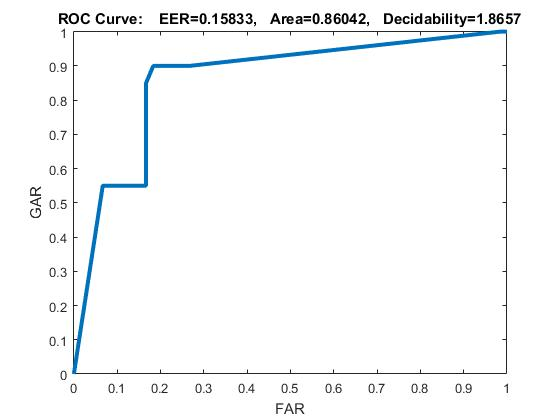 ROC Curve: EER=0.15833, Area=0.86042, Decidability=1.8657
1
0.9
0.8
0.7
0.6
0.5
0.4
0.3
0.2
0.1
0
GAR
0 0.1 0.2 0.3 0.4 0.5 0.6 0.7 0.8 0.9 1
FAR